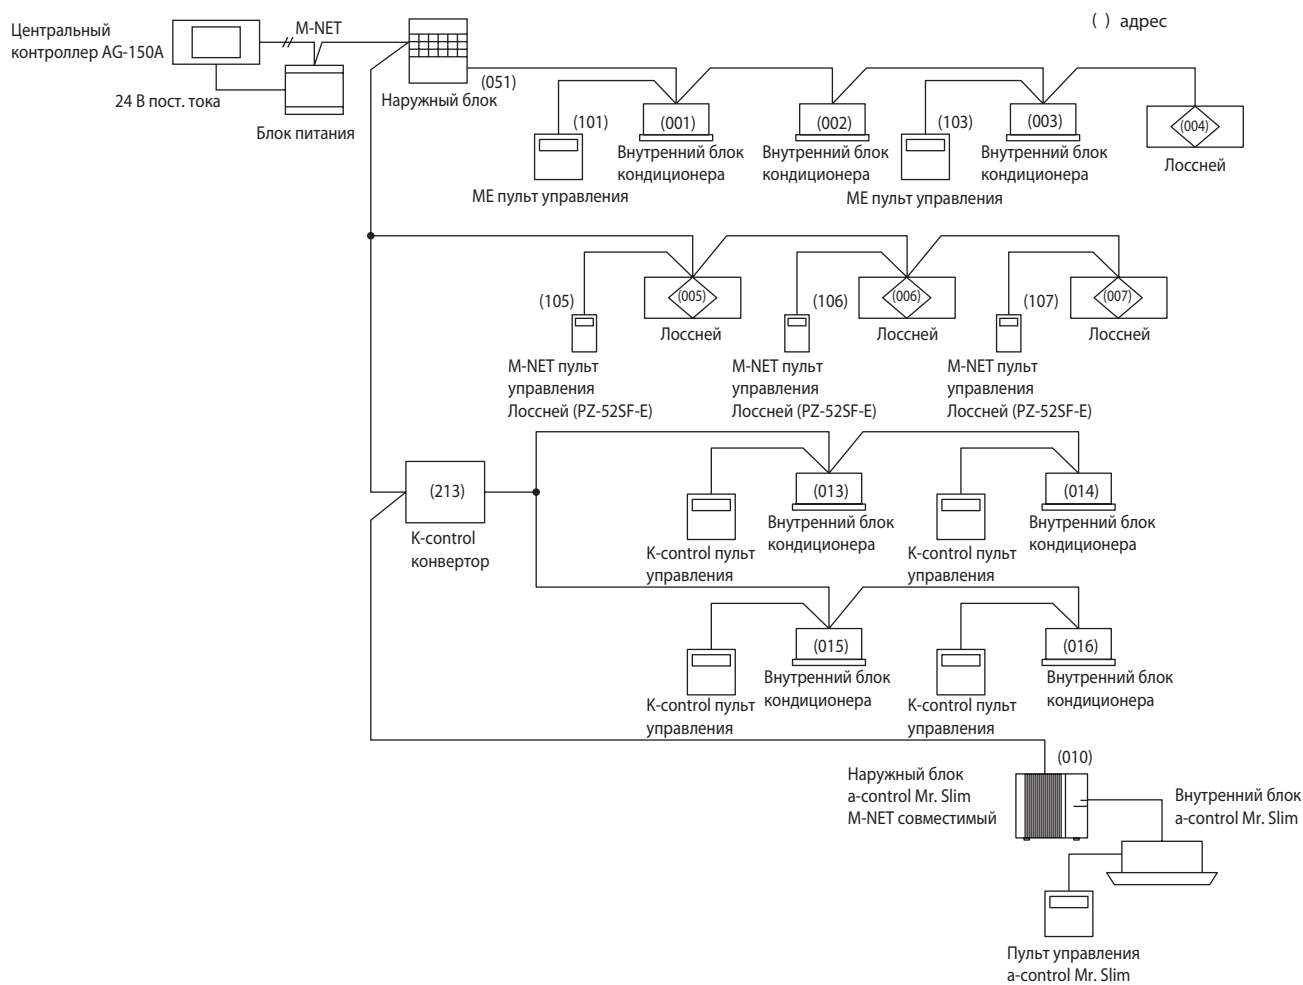 ( ) адрес
Центральный
контроллер AG-150A
M-NET
24 В пост. тока
Блок питания
Наружный блок
(051)
(101)
(001)
(002)
(103)
(003)
(004)
Внутренний блок
кондиционера
Внутренний блок
кондиционера
Внутренний блок
кондиционера
Лоссней
ME пульт управления
ME пульт управления
(105)
(005)
(106)
(006)
(107)
(007)
Лоссней
Лоссней
Лоссней
M-NET пульт
управления
Лоссней (PZ-52SF-E)
M-NET пульт
управления
Лоссней (PZ-52SF-E)
M-NET пульт
управления
Лоссней (PZ-52SF-E)
(213)
K-control
конвертор
(013)
(014)
Внутренний блок
кондиционера
Внутренний блок
кондиционера
K-control пульт
управления
K-control пульт
управления
(015)
(016)
Внутренний блок
кондиционера
Внутренний блок
кондиционера
K-control пульт
управления
K-control пульт
управления
(010)
Наружный блок
a-control Mr. Slim
M-NET совместимый
Внутренний блок
a-control Mr. Slim
Пульт управления
a-control Mr. Slim